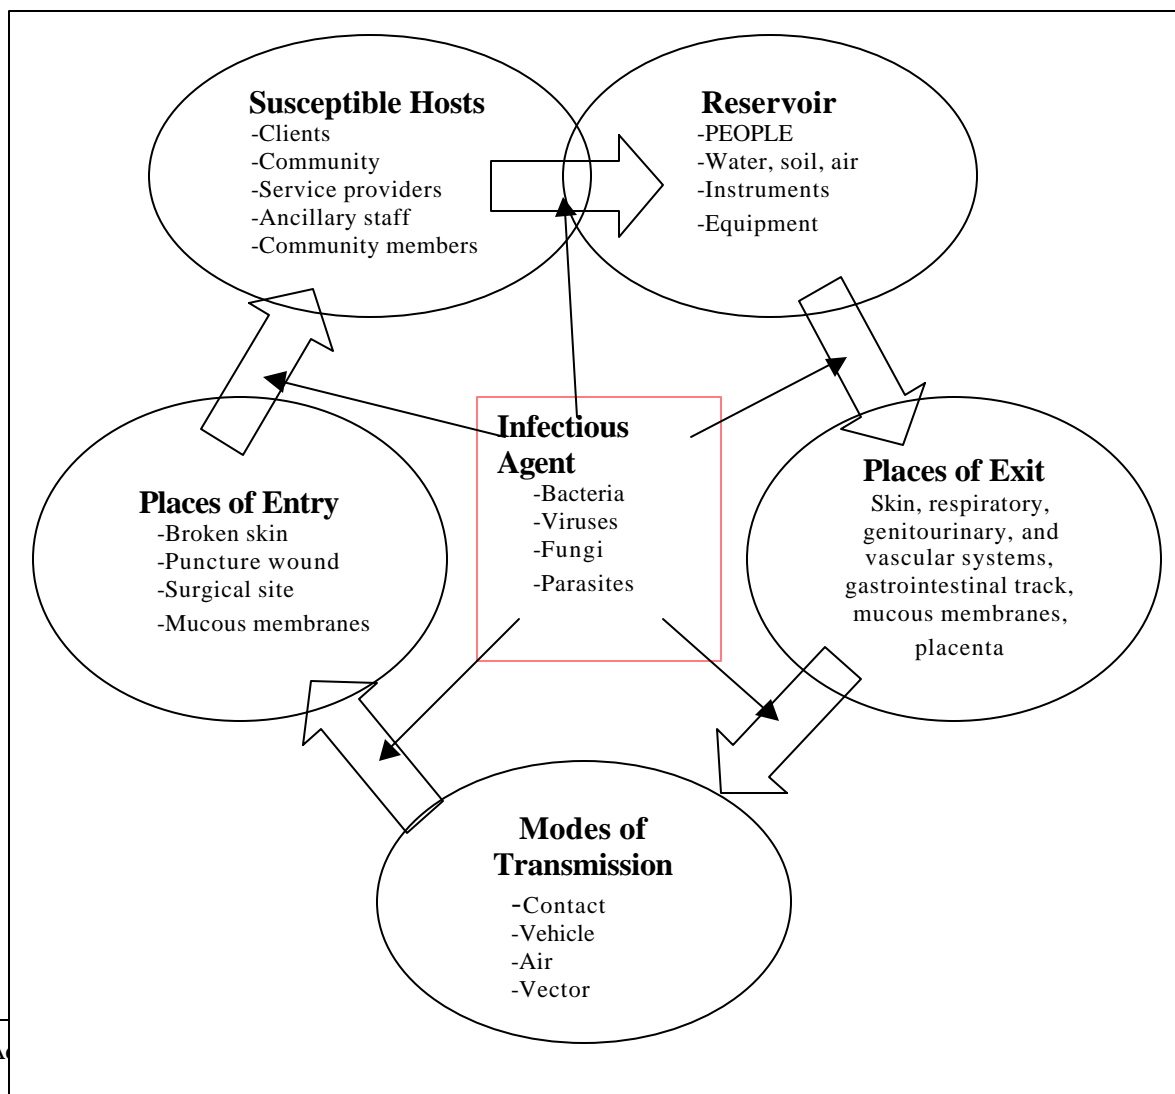 Susceptible Hosts
-Clients
-Community
-Service providers
-Ancillary staff
-Community members
Reservoir
-PEOPLE
-Water, soil, air
-Instruments
-Equipment
Infectious
Agent
-Bacteria
-Viruses
-Fungi
-Parasites
Places of Exit
Skin, respiratory,
genitourinary, and
vascular systems,
gastrointestinal track,
mucous membranes,
placenta
Places of Entry
-Broken skin
-Puncture wound
-Surgical site
-Mucous membranes
Modes of
Transmission
-Contact
-Vehicle
-Air
-Vector